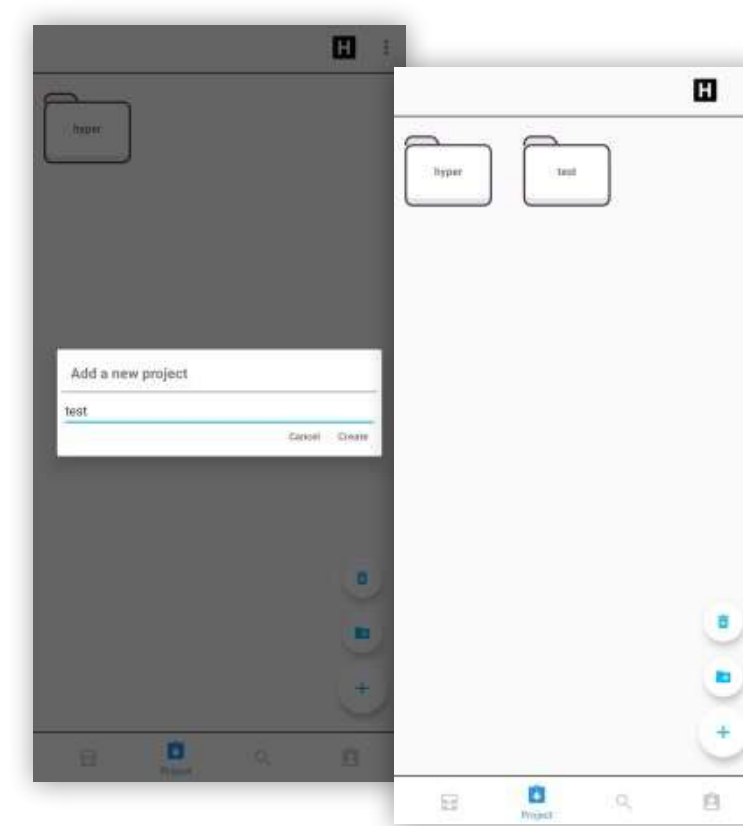 H
hyper
Add a new project
test
Cancel Create
Project
H
hyper test
Project